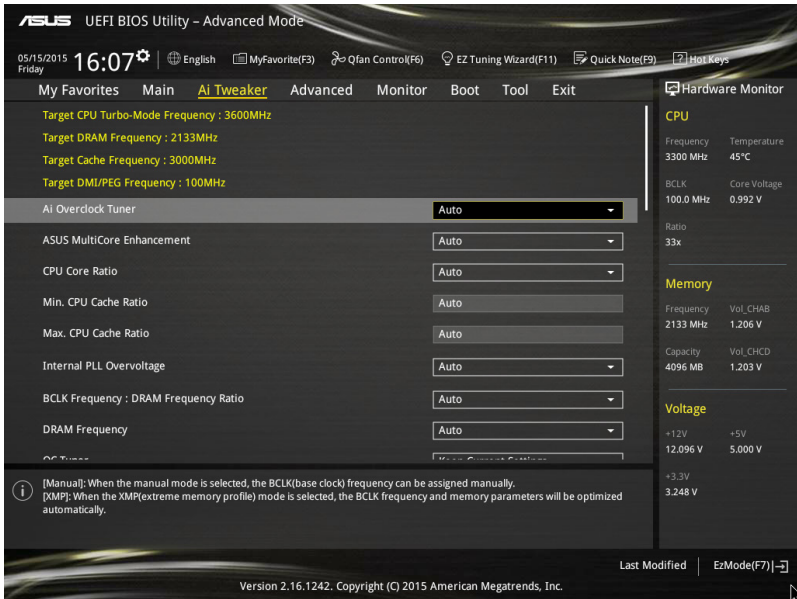 ASUS UEFI BIOS Utility – Advanced Mode
05/15/2015
Friday
16:07
English
MyFavorite(F3)
Qfan Control(F6)
EZ Tuning Wizard(F11)
Quick Note(F9)
? Hot Keys
My Favorites
Main
Ai Tweaker
Advanced
Monitor
Boot
Tool
Exit
Target CPU Turbo-Mode Frequency : 3600MHz
Target DRAM Frequency : 2133MHz
Target Cache Frequency : 3000MHz
Target DMI/PEG Frequency : 100MHz
Ai Overclock Tuner Auto
ASUS MultiCore Enhancement Auto
CPU Core Ratio Auto
Min. CPU Cache Ratio Auto
Max. CPU Cache Ratio Auto
Internal PLL Overvoltage Auto
BCLK Frequency : DRAM Frequency Ratio Auto
DRAM Frequency Auto
OC Tuner Keep Current Settings
[Manual]: When the manual mode is selected, the BCLK(base clock) frequency can be assigned manually.
[XMP]: When the XMP(extreme memory profile) mode is selected, the BCLK frequency and memory parameters will be optimized
automatically.
Hardware Monitor
CPU
Frequency Temperature
3300 MHz 45°C
BCLK Core Voltage
100.0 MHz 0.992 V
Ratio
33x
Memory
Frequency Vol_CHAB
2133 MHz 1.206 V
Capacity Vol_CHCD
4096 MB 1.203 V
Voltage
+12V +5V
12.096 V 5.000 V
+3.3V
3.248 V
Last Modified
EzMode(F7)
Version 2.16.1242. Copyright (C) 2015 American Megatrends, Inc.